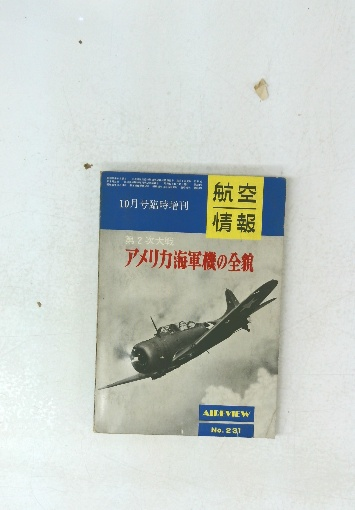 航空
情報
10月号臨時増刊
第2次大戦
アメリカ海軍機の全貌
AIR VIEW
No. 231